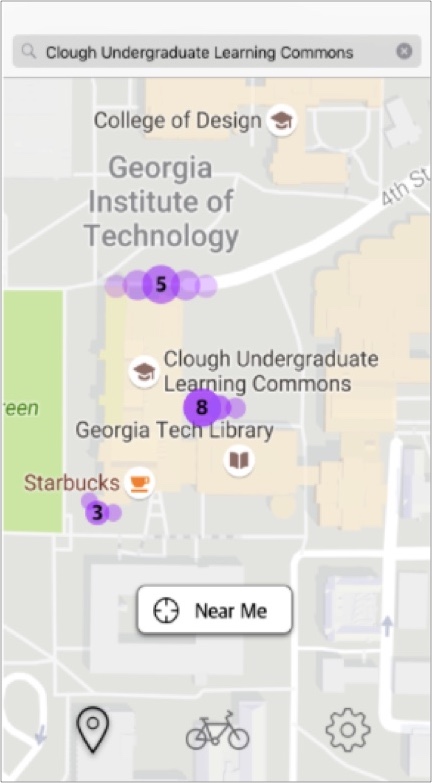 Clough Undergraduate Learning Commons
College of Design
Georgia
Institute of
Technology
4th St
5
Clough Undergraduate
Learning Commons
8
reen
Georgia Tech Library
Starbucks
3
Near Me